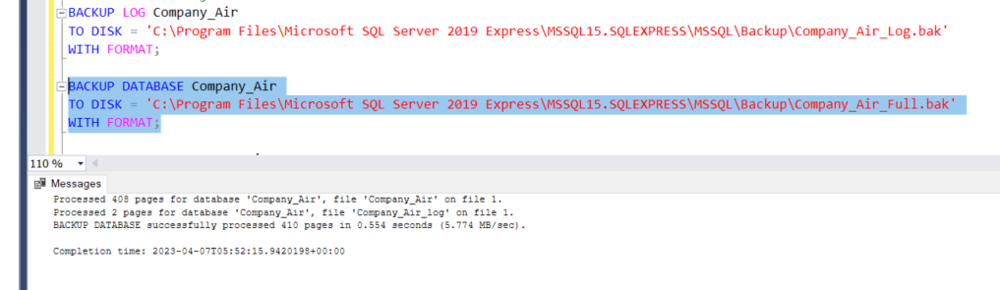 BACKUP LOG Company_Air
TO DISK = 'C:\Program Files\Microsoft SQL Server 2019 Express\MSSQL15.SQLEXPRESS\MSSQL\Backup\Company_Air_Log.bak'
WITH FORMAT;
BACKUP DATABASE Company_Air
TO DISK = 'C:\Program Files\Microsoft SQL Server 2019 Express\MSSQL15.SQLEXPRESS\MSSQL\Backup\Company_Air_Full.bak'
WITH FORMAT;
110 %
Messages
Processed 408 pages for database 'Company_Air', file 'Company_Air' on file 1.
Processed 2 pages for database 'Company_Air', file 'Company_Air_log' on file 1.
BACKUP DATABASE successfully processed 410 pages in 0.554 seconds (5.774 MB/sec).
Completion time: 2023-04-07T05:52:15.9420198+00:00